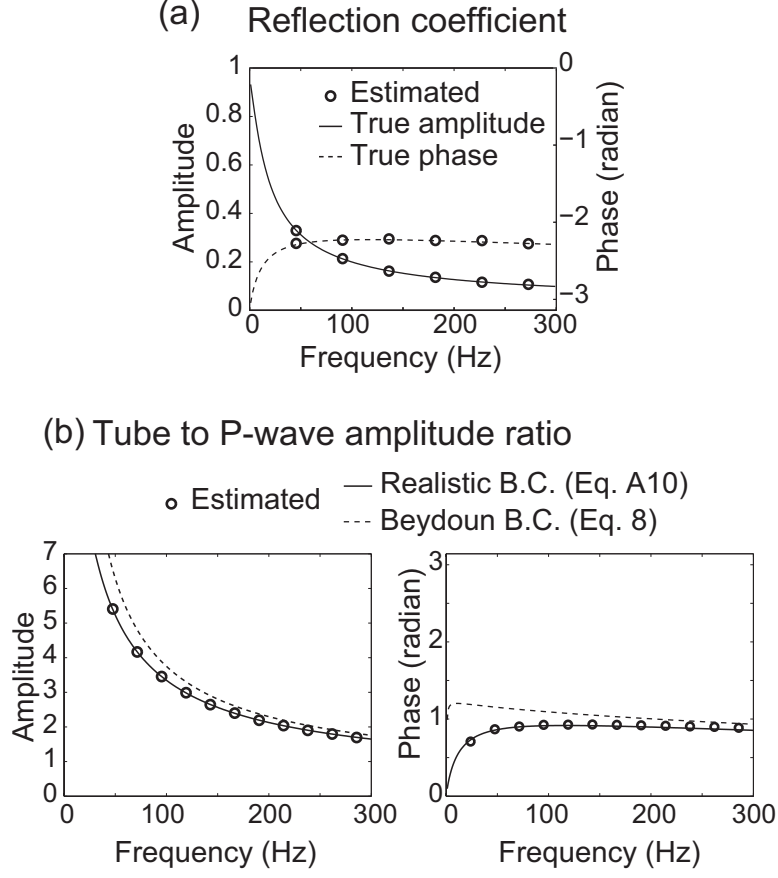 (a) Reflection coefficient
Estimated
True amplitude
True phase
Amplitude
1
0.8
0.6
0.4
0.2
0
0
−1
−2
−3
Phase (radian)
0 100 200 300
Frequency (Hz)
(b) Tube to P-wave amplitude ratio
Estimated
Realistic B.C. (Eq. A10)
Beydoun B.C. (Eq. 8)
Amplitude
7
6
5
4
3
2
1
0
0 100 200 300
Frequency (Hz)
Phase (radian)
3
2
1
0
0 100 200 300
Frequency (Hz)